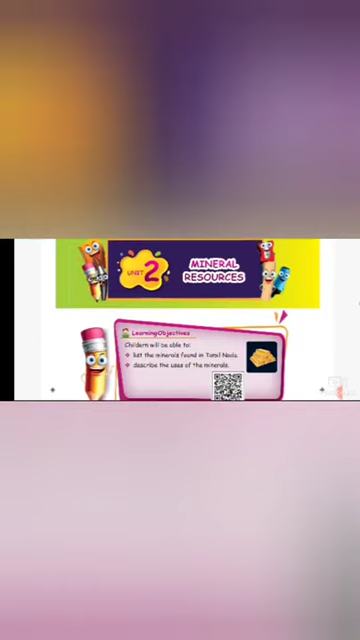 UNIT 2
MINERAL
RESOURCES
Learning Objectives
Childern will be able to:
list the minerals found in Tamil Nadu.
describe the uses of the minerals.